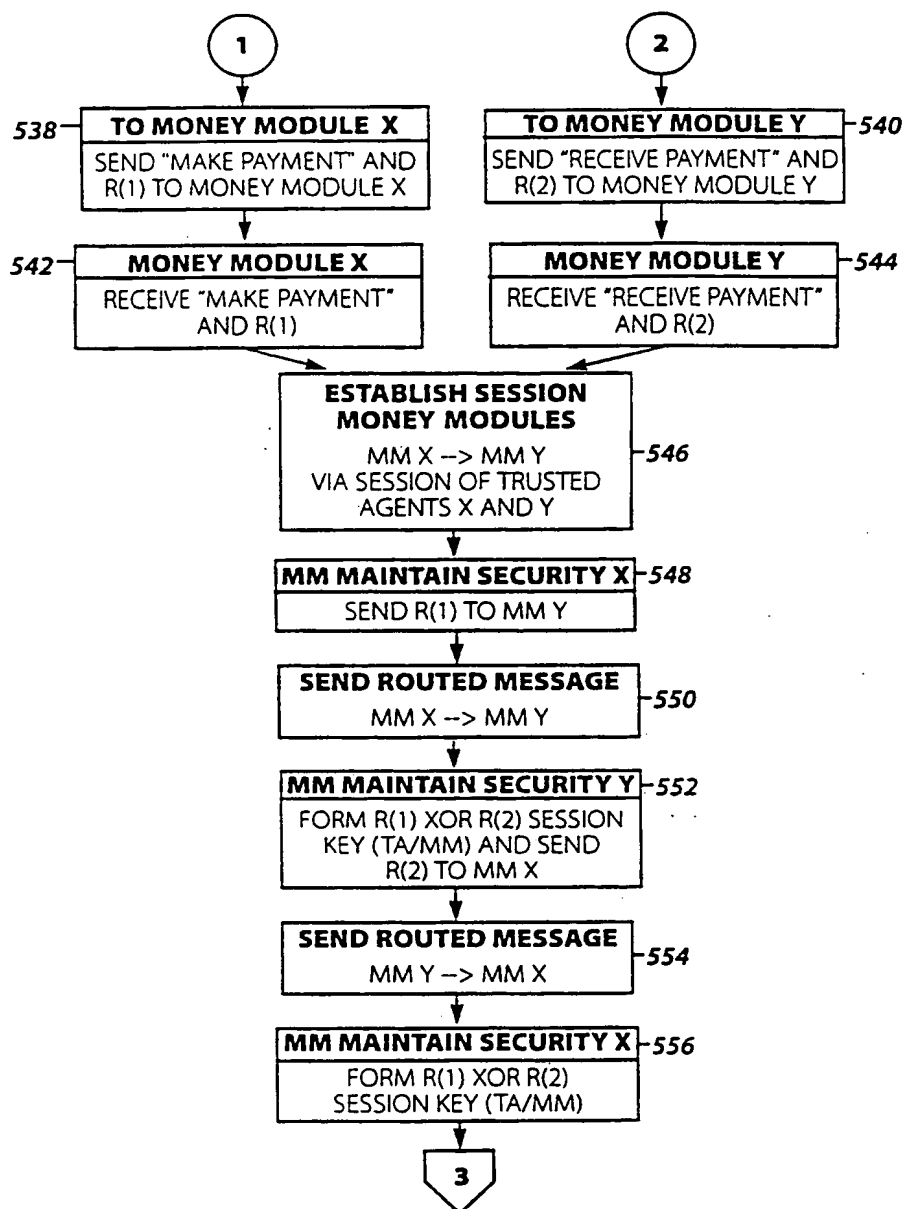 1
2
538
TO MONEY MODULE X
SEND "MAKE PAYMENT" AND
R(1) TO MONEY MODULE X
TO MONEY MODULE Y
540
SEND "RECEIVE PAYMENT" AND
R(2) TO MONEY MODULE Y
542
MONEY MODULE X
RECEIVE "MAKE PAYMENT"
AND R(1)
MONEY MODULE Y
544
RECEIVE "RECEIVE PAYMENT"
AND R(2)
ESTABLISH SESSION
MONEY MODULES
MM X --> MM Y
546
VIA SESSION OF TRUSTED
AGENTS X AND Y
MM MAINTAIN SECURITY X
548
SEND R(1) TO MM Y
SEND ROUTED MESSAGE
550
MM X --> MM Y
MM MAINTAIN SECURITY Y
552
FORM R(1) XOR R(2) SESSION
KEY (TA/MM) AND SEND
R(2) TO MM X
SEND ROUTED MESSAGE
554
MM Y --> MM X
MM MAINTAIN SECURITY X
556
FORM R(1) XOR R(2)
SESSION KEY (TA/MM)
3